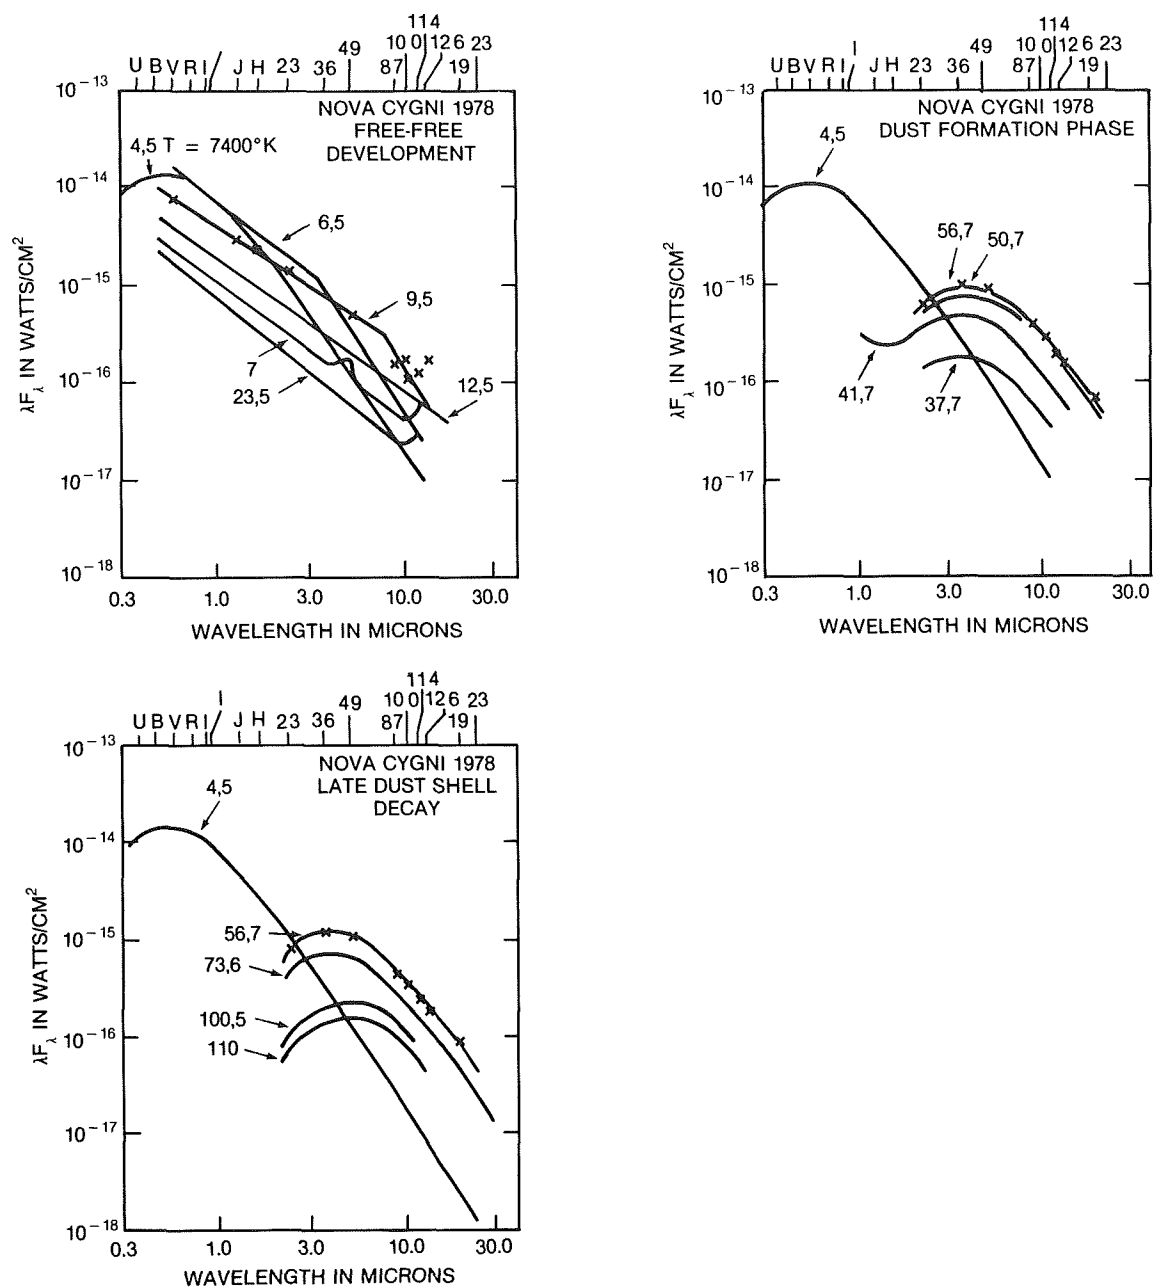 114
49 10 0 12 6 23
U B V R I J H 23 36 87 19
I
10−13
10−14
10−15
10−16
10−17
10−18
λFλ IN WATTS/CM2
NOVA CYGNI 1978
FREE-FREE
DEVELOPMENT
4,5 T = 7400°K
6,5
9,5
7
23,5
12,5
0.3 1.0 3.0 10.0 30.0
WAVELENGTH IN MICRONS
114
49 10 0 12 6 23
U B V R I J H 23 36 87 19
I
10−13
10−14
10−15
10−16
10−17
10−18
λFλ IN WATTS/CM2
NOVA CYGNI 1978
DUST FORMATION PHASE
4,5
56,7 50,7
41,7
37,7
0.3 1.0 3.0 10.0 30.0
WAVELENGTH IN MICRONS
114
49 10 0 12 6 23
U B V R I J H 23 36 87 19
I
10−13
10−14
10−15
10−16
10−17
10−18
λFλ IN WATTS/CM2
NOVA CYGNI 1978
LATE DUST SHELL
DECAY
4,5
56,7
73,6
100,5
110
0.3 1.0 3.0 10.0 30.0
WAVELENGTH IN MICRONS